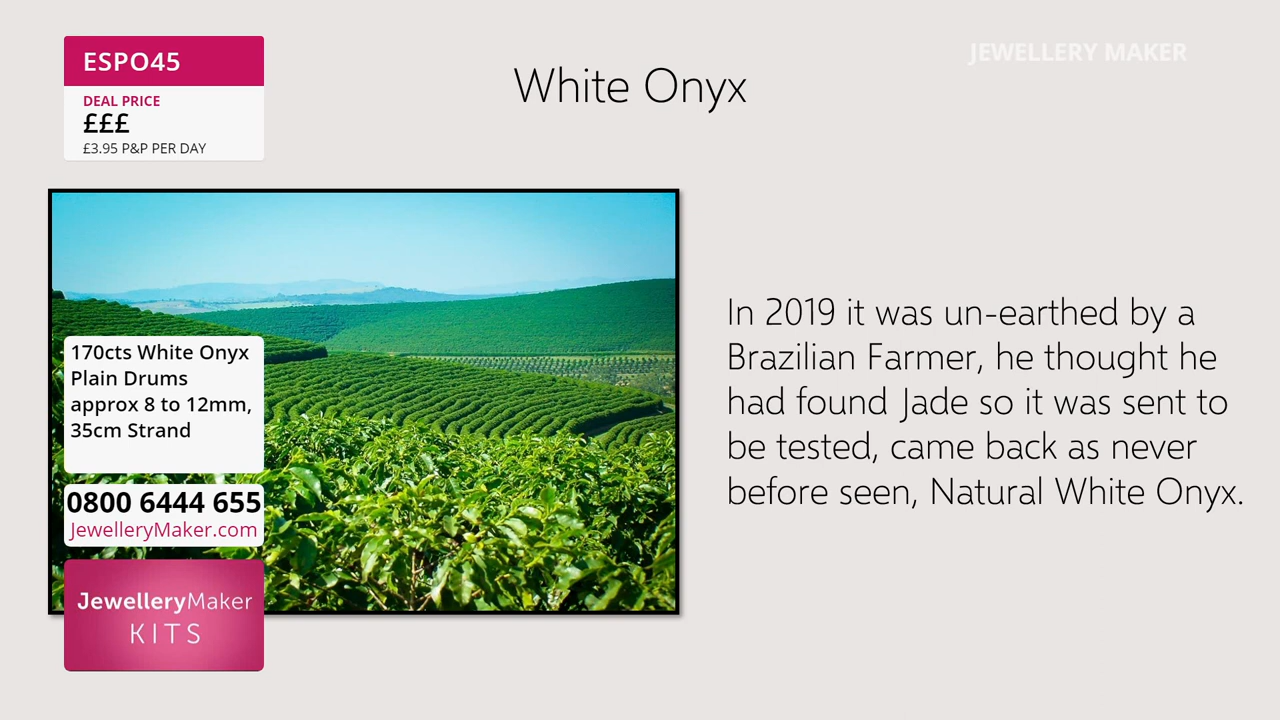 ESPO45
DEAL PRICE
£££
£3.95 P&P PER DAY
White Onyx
JEWELLERY MAKER
170cts White Onyx
Plain Drums
approx 8 to 12mm,
35cm Strand
0800 6444 655
JewelleryMaker.com
JewelleryMaker
KITS
In 2019 it was un-earthed by a
Brazilian Farmer, he thought he
had found Jade so it was sent to
be tested, came back as never
before seen, Natural White Onyx.